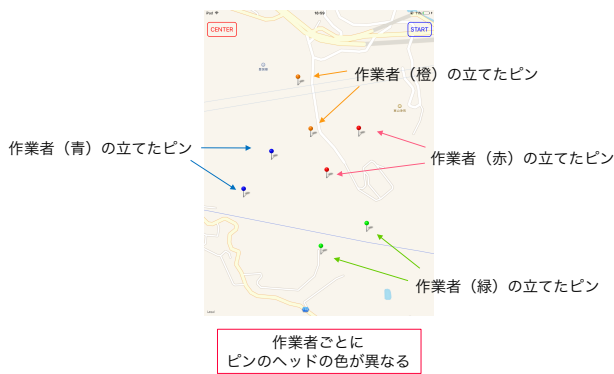 iPad
CENTER
START
作業者（橙）の立てたピン
作業者（青）の立てたピン
作業者（赤）の立てたピン
作業者（緑）の立てたピン
Legal
作業者ごとに
ピンのヘッドの色が異なる